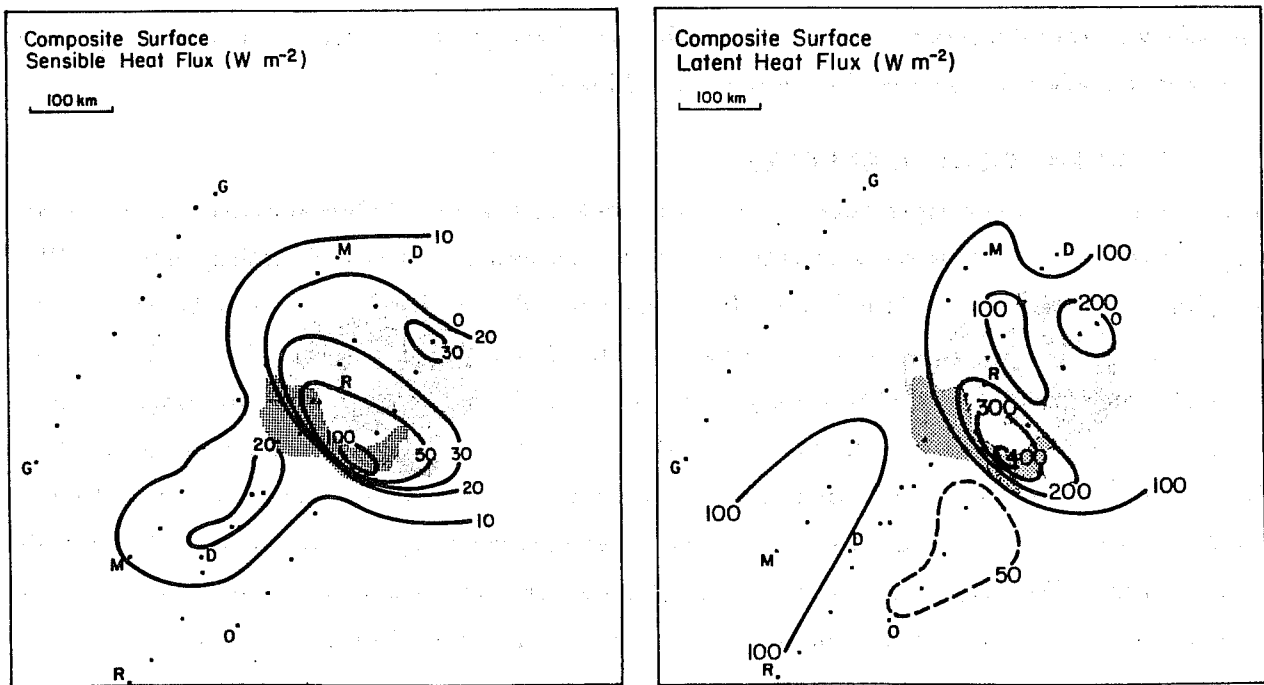 Composite Surface
Sensible Heat Flux (W m⁻²)
100 km
G
10
M
D
O
20
30
R
20
100
50
30
G
20
10
M
D
O
R
Composite Surface
Latent Heat Flux (W m⁻²)
100 km
G
M
D
100
100
200
O
R
300
G
400
200
100
100
D
M
50
O
100
R